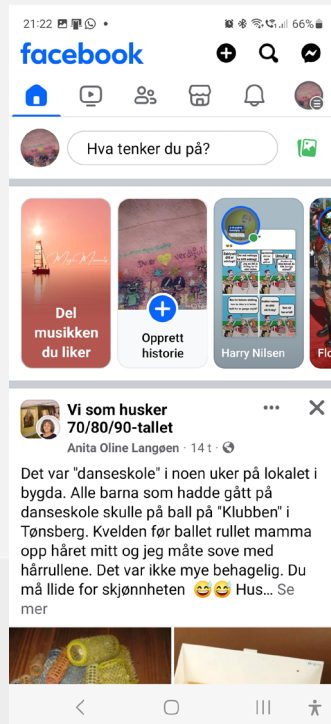 21:22
66%
facebook
Hva tenker du på?
Del
musikken
du liker
Opprett
historie
Harry Nilsen
Flo
Vi som husker
70/80/90-tallet
Anita Oline Langøen · 14 t ·
Det var "danseskole" i noen uker på lokalet i
bygda. Alle barna som hadde gått på
danseskole skulle på ball på "Klubben" i
Tønsberg. Kvelden før ballet rullet mamma
opp håret mitt og jeg måte sove med
hårrullene. Det var ikke mye behagelig. Du
må llide for skjønnheten 😅😅 Hus... Se
mer